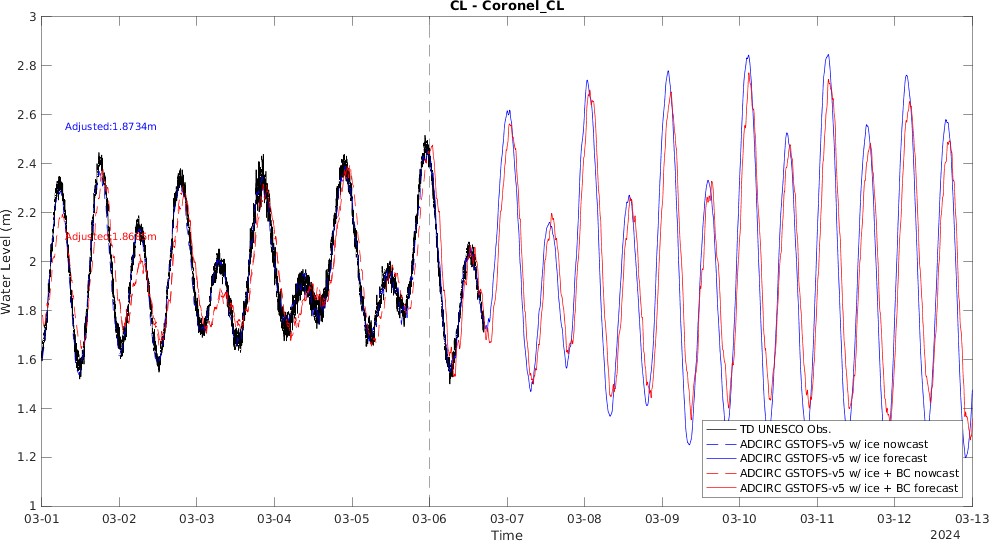 CL - Coronel_CL
3
2.8
2.6
2.4
2.2
2
1.8
1.6
1.4
1.2
1
Water Level (m)
Adjusted:1.8734m
TD UNESCO Obs.
ADCIRC GSTOFS-v5 w/ ice nowcast
ADCIRC GSTOFS-v5 w/ ice forecast
ADCIRC GSTOFS-v5 w/ ice + BC nowcast
ADCIRC GSTOFS-v5 w/ ice + BC forecast
03-01 03-02 03-03 03-04 03-05 03-06 03-07 03-08 03-09 03-10 03-11 03-12 03-13
Time
2024